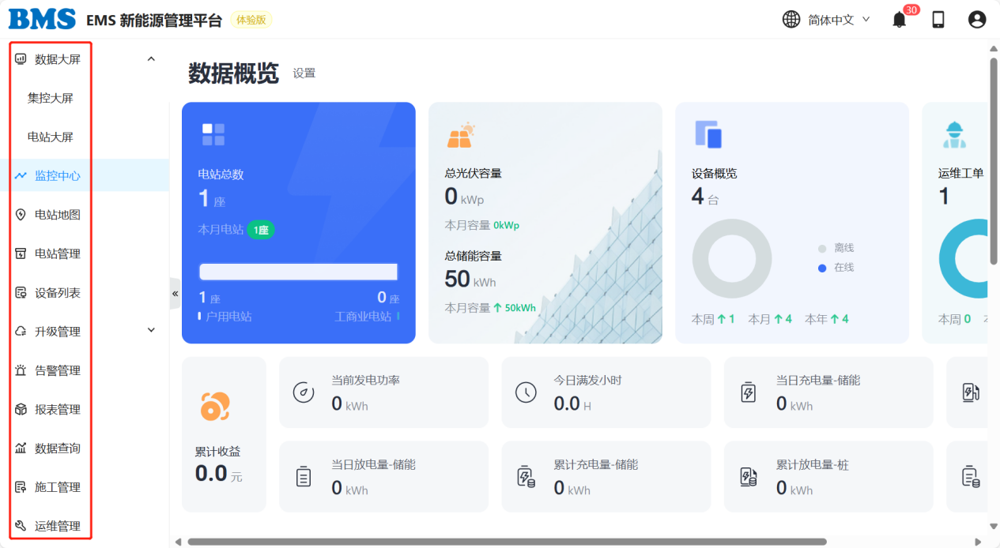 BMS EMS 新能源管理平台 体验版 简体中文 30
数据大屏
集控大屏
电站大屏
监控中心
电站地图
电站管理
设备列表
升级管理
告警管理
报表管理
数据查询
施工管理
运维管理
«
数据概览 设置
电站总数
1 座
本月电站 1座
1 座 0 座
户用电站 工商业电站
总光伏容量
0 kWp
本月容量 0kWp
总储能容量
50 kWh
本月容量 50kWh
设备概览
4 台
离线
在线
本周 1 本月 4 本年 4
运维工单
1
本周 0
累计收益
0.0 元
当前发电功率
0 kWh
今日满发小时
0.0 H
当日充电量-储能
0 kWh
当日放电量-储能
0 kWh
累计充电量-储能
0 kWh
累计放电量-桩
0 kWh